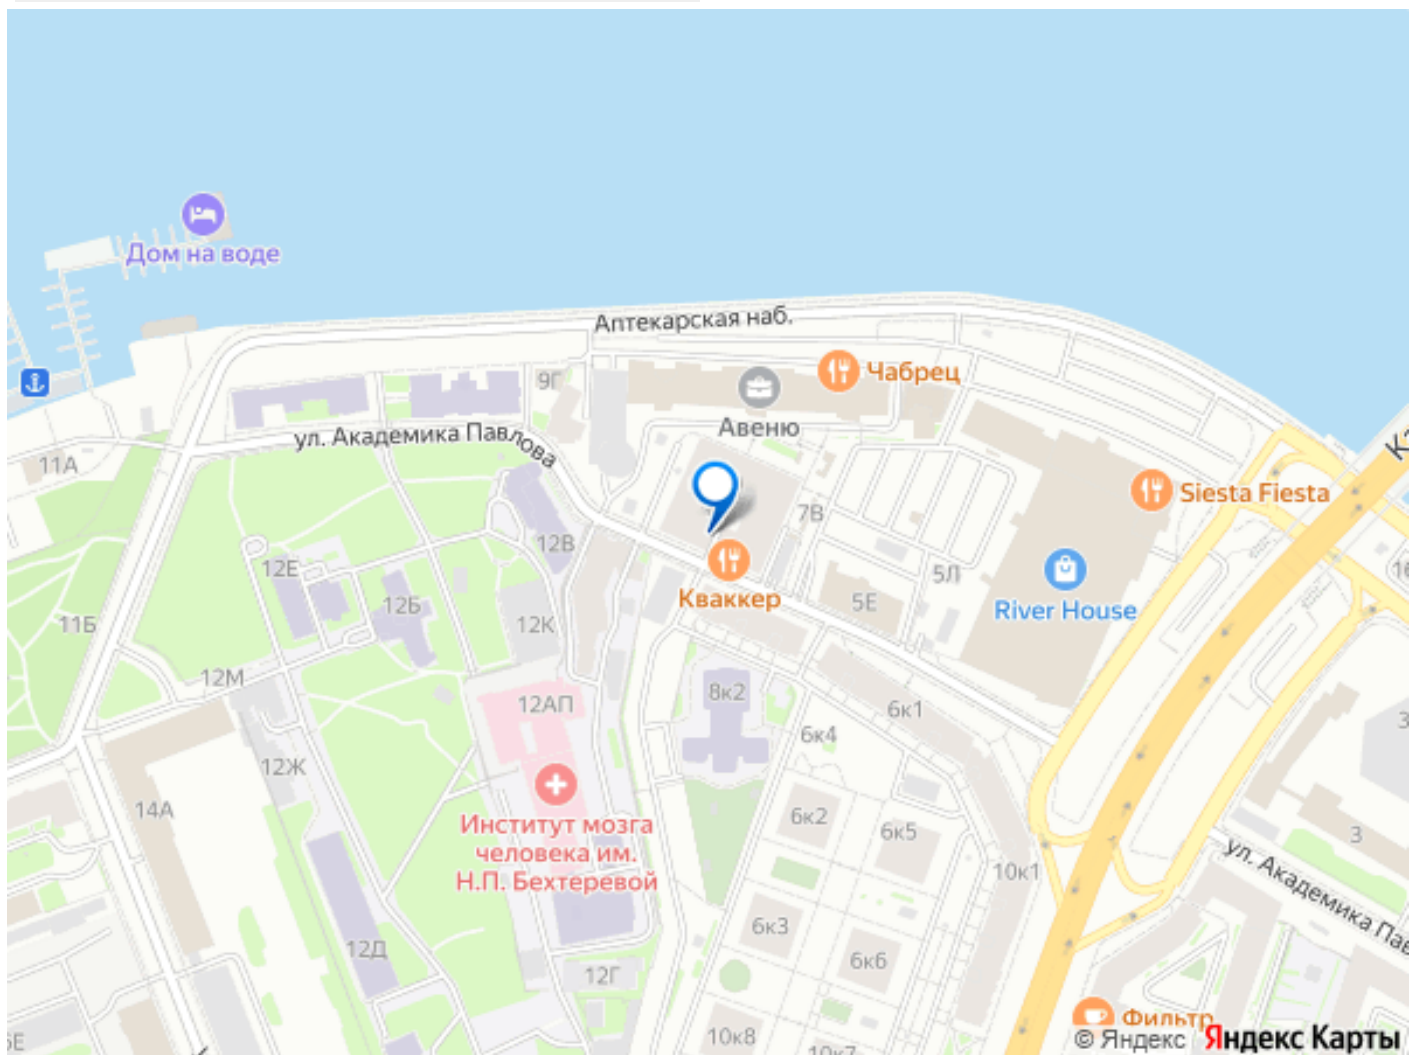 Дом на воде
Аптекарская наб.
9Г
Чабрец
Авеню
ул. Академика Павлова
11А
Siesta Fiesta
7В
12В
12Е
5Л
River House
Кваккер
5Е
12Б
11Б
12К
12М
8к2
12АП
6к1
6к4
12Ж
14А
6к2
6к5
Институт мозга
человека им.
Н.П. Бехтеревой
3
10к1
ул. Академика Пав
6к3
12Д
6к6
12Г
Фильтр
10к8
10к7
© Яндекс Яндекс Карты